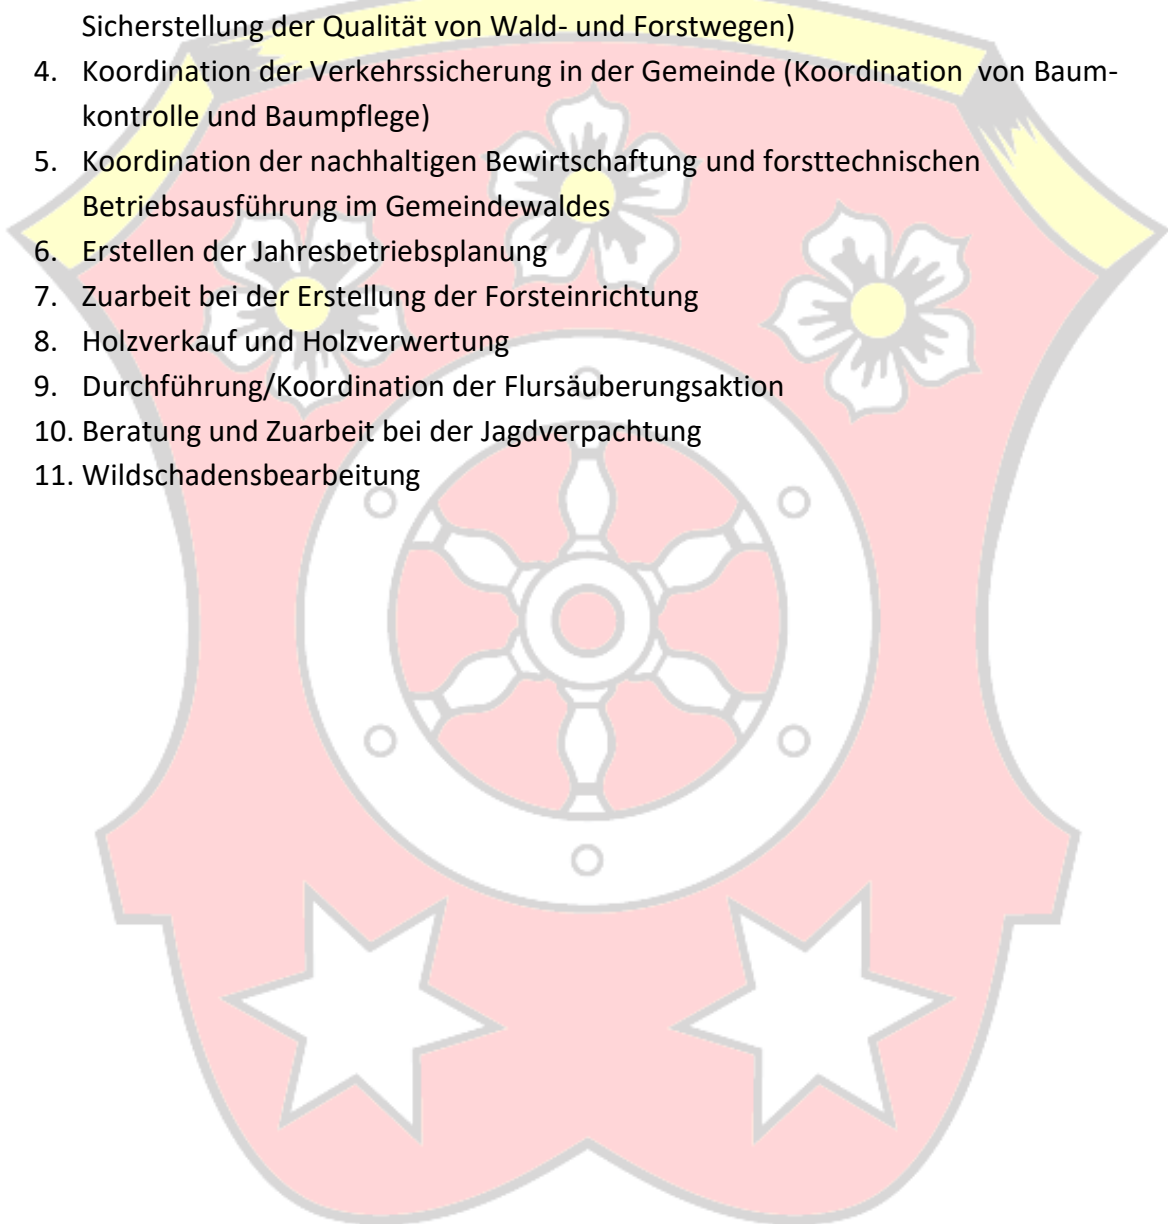 Sicherstellung der Qualität von Wald- und Forstwegen)
4. Koordination der Verkehrssicherung in der Gemeinde (Koordination von Baum-
kontrolle und Baumpflege)
5. Koordination der nachhaltigen Bewirtschaftung und forsttechnischen
Betriebsausführung im Gemeindewaldes
6. Erstellen der Jahresbetriebsplanung
7. Zuarbeit bei der Erstellung der Forsteinrichtung
8. Holzverkauf und Holzverwertung
9. Durchführung/Koordination der Flursäuberungsaktion
10. Beratung und Zuarbeit bei der Jagdverpachtung
11. Wildschadensbearbeitung